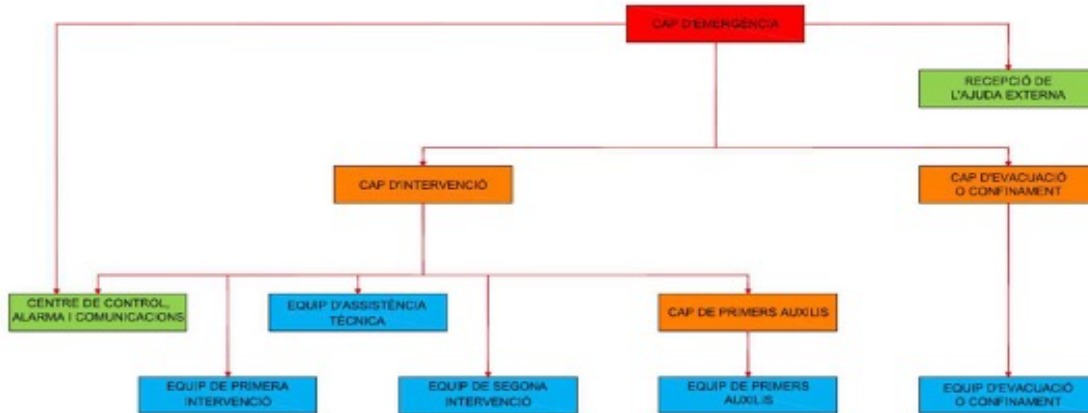 CAP D'EMERGÈNCIA
RECEPCIÓ DE
L'AJUDA EXTERNA
CAP D'INTERVENCIÓ
CAP D'EVACUACIÓ
O CONFINAMENT
CENTRE DE CONTROL,
ALARMA I COMUNICACIONS
EQUIP D'ASSISTÈNCIA
TÈCNICA
CAP DE PRIMERS AUXILIS
EQUIP DE PRIMERA
INTERVENCIÓ
EQUIP DE SEGONA
INTERVENCIÓ
EQUIP DE PRIMERS
AUXILIS
EQUIP D'EVACUACIÓ
O CONFINAMENT